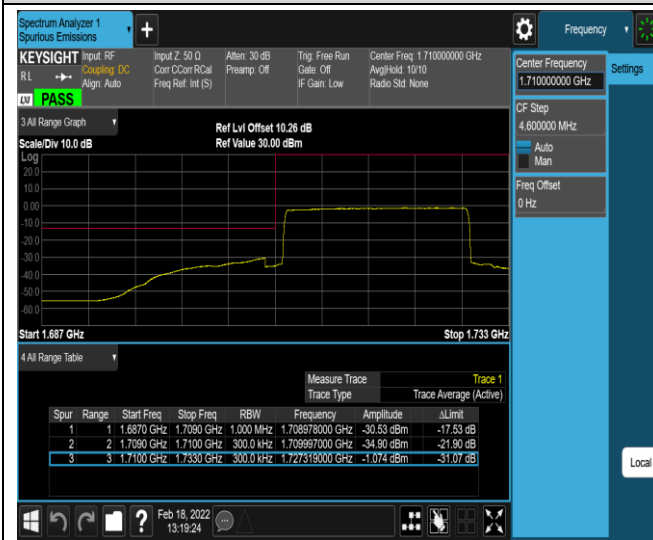 Spectrum Analyzer 1
Spurious Emissions
+
Frequency
KEYSIGHT
RL
Input: RF
Coupling: DC
Align: Auto
Input Z: 50 Ω
Corr CCorr RCal
Freq Ref: Int (S)
Atten: 30 dB
Preamp: Off
Trig: Free Run
Gate: Off
IF Gain: Low
Center Freq: 1.710000000 GHz
Avg|Hold: 10/10
Radio Std: None
LXI PASS
Center Frequency
1.710000000 GHz
Settings
CF Step
4.600000 MHz
Auto
Man
Freq Offset
0 Hz
3 All Range Graph
Scale/Div 10.0 dB
Ref Lvl Offset 10.26 dB
Ref Value 30.00 dBm
Log
20.0
10.0
0.00
-10.0
-20.0
-30.0
-40.0
-50.0
-60.0
Start 1.687 GHz
Stop 1.733 GHz
4 All Range Table
Measure Trace Trace 1
Trace Type Trace Average (Active)
Spur Range Start Freq Stop Freq RBW Frequency Amplitude ΔLimit
1 1 1.6870 GHz 1.7090 GHz 1.000 MHz 1.708978000 GHz -30.53 dBm -17.53 dB
2 2 1.7090 GHz 1.7100 GHz 300.0 kHz 1.709997000 GHz -34.90 dBm -21.90 dB
3 3 1.7100 GHz 1.7330 GHz 300.0 kHz 1.727319000 GHz -1.074 dBm -31.07 dB
Local
?
Feb 18, 2022
13:19:24